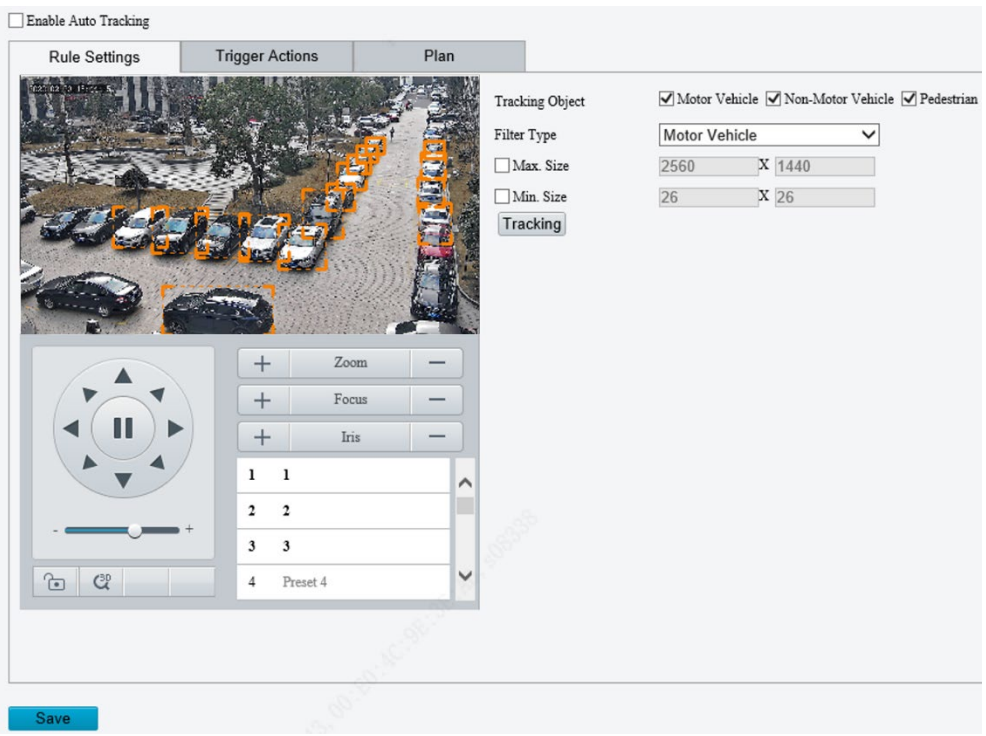 Enable Auto Tracking
Rule Settings Trigger Actions Plan
Tracking Object Motor Vehicle Non-Motor Vehicle Pedestrian
Filter Type Motor Vehicle
Max. Size 2560 X 1440
Min. Size 26 X 26
Tracking
+ Zoom —
+ Focus —
+ Iris —
1 1
2 2
3 3
- +
4 Preset 4
3D
Save